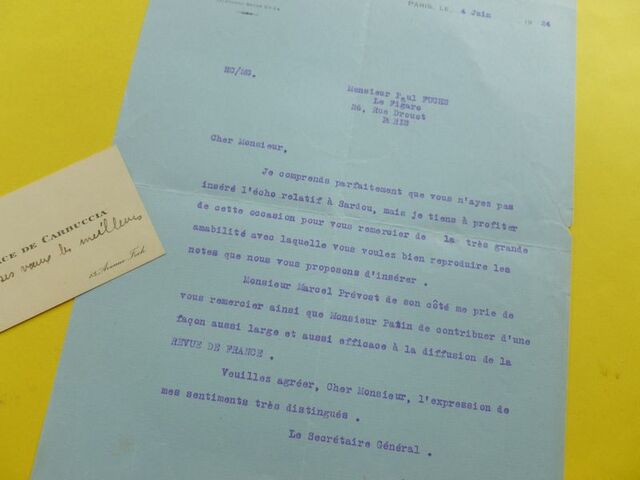 PARIS, LE, 4 Juin 1924
HC/MG.
Monsieur Paul FUCHS
Le Figaro
26, Rue Drouot
PARIS
Cher Monsieur,
Je comprends parfaitement que vous n'ayes pas
inséré l'écho relatif à Sardou, mais je tiens à profiter
de cette occasion pour vous remercier de la très grande
amabilité avec laquelle vous voulez bien reproduire les
notes que nous vous proposons d'insérer .
Monsieur Marcel Prévost de son côté me prie de
vous remercier ainsi que Monsieur Patin de contribuer d'une
façon aussi large et aussi efficace à la diffusion de la
REVUE DE FRANCE .
Veuillez agréer, Cher Monsieur, l'expression de
mes sentiments très distingués .
Le Secrétaire Général .
ACE DE CARBUCCIA
ses vœux les meilleurs
Avenue Foch